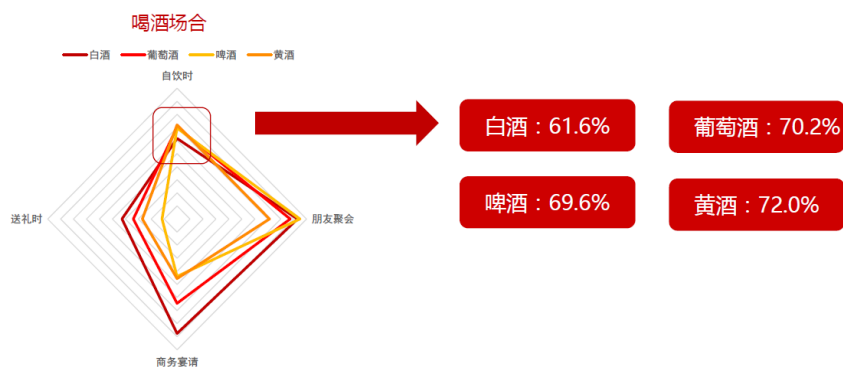 喝酒场合
白酒 葡萄酒 啤酒 黄酒
自饮时
白酒：61.6% 葡萄酒：70.2%
啤酒：69.6% 黄酒：72.0%
送礼时 朋友聚会
商务宴请